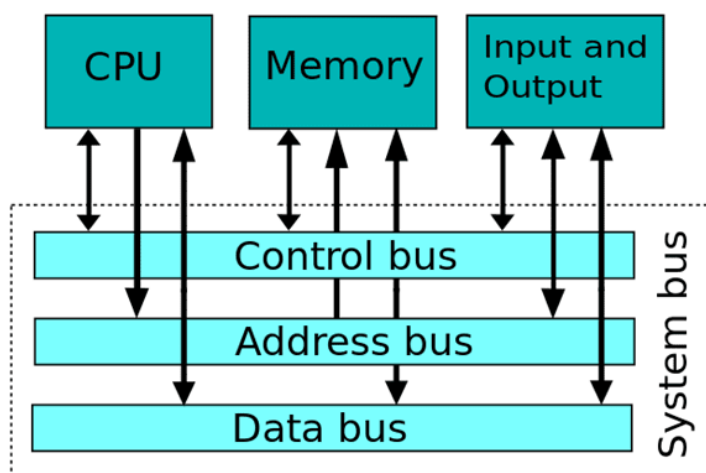 CPU
Memory
Input and
Output
Control bus
Address bus
Data bus
System bus